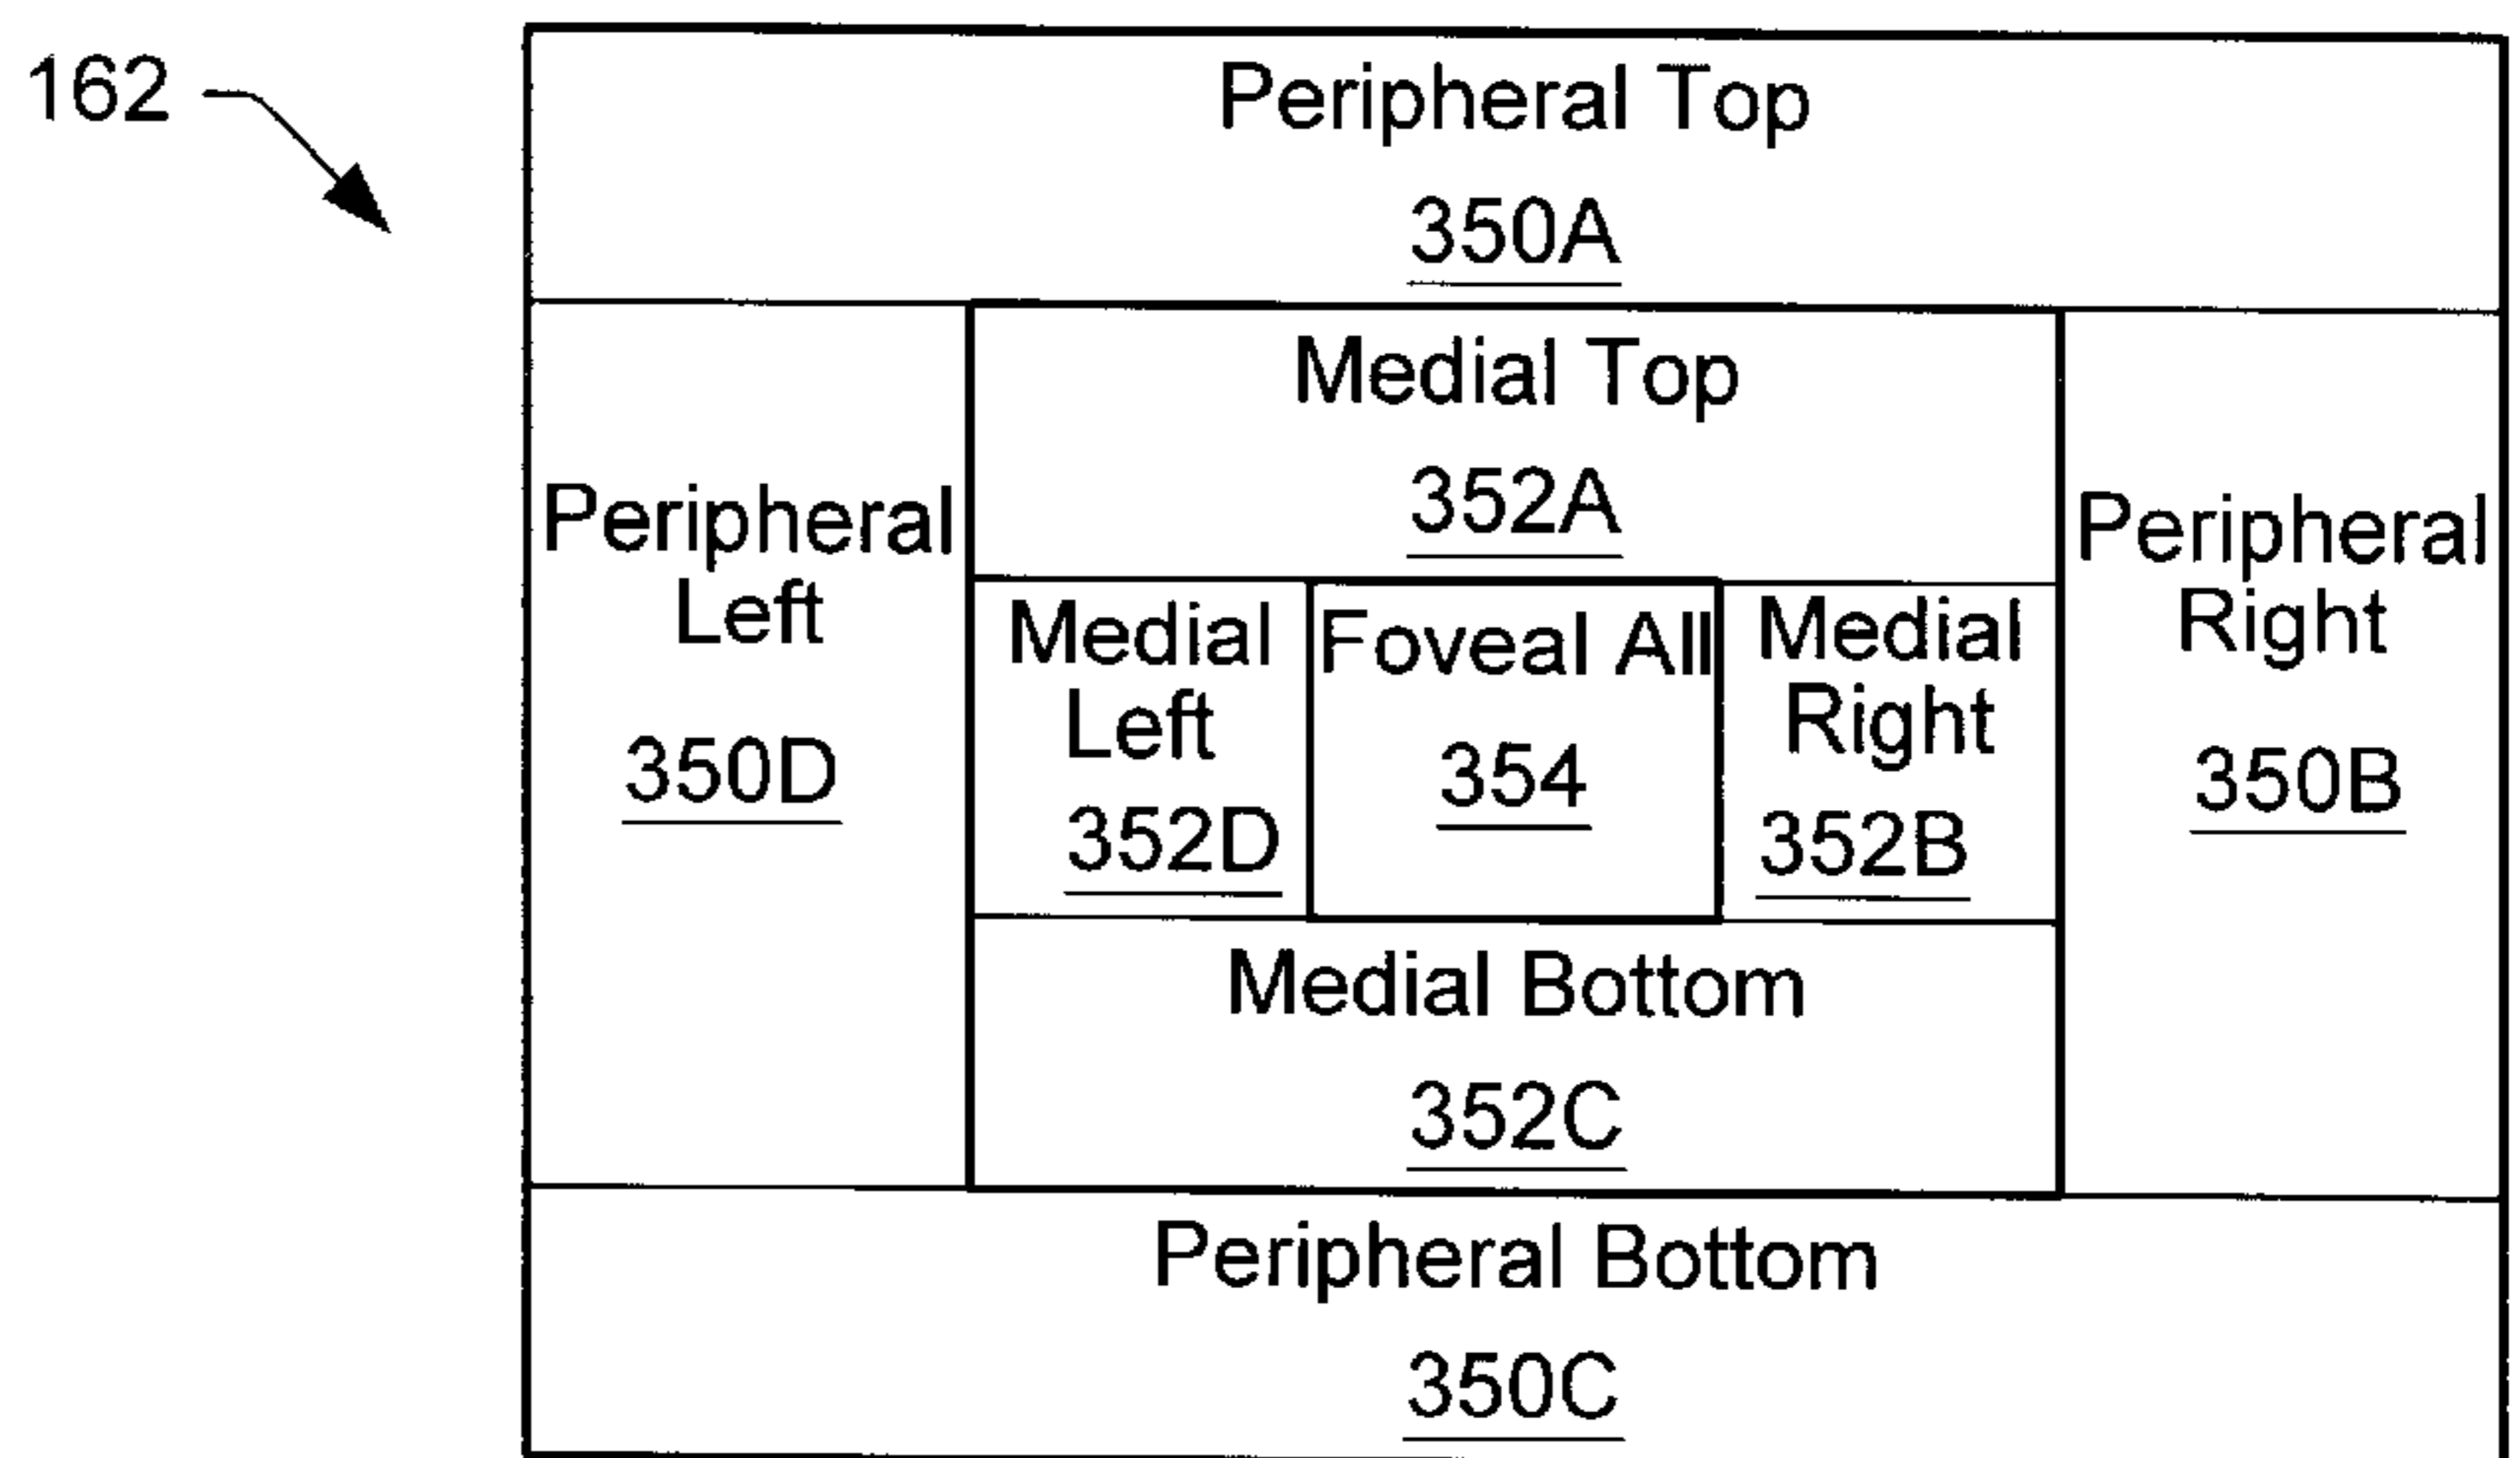 162
Peripheral Top
350A
Medial Top
352A
Peripheral
Left
350D
Medial
Left
352D
Foveal All
354
Medial
Right
352B
Peripheral
Right
350B
Medial Bottom
352C
Peripheral Bottom
350C